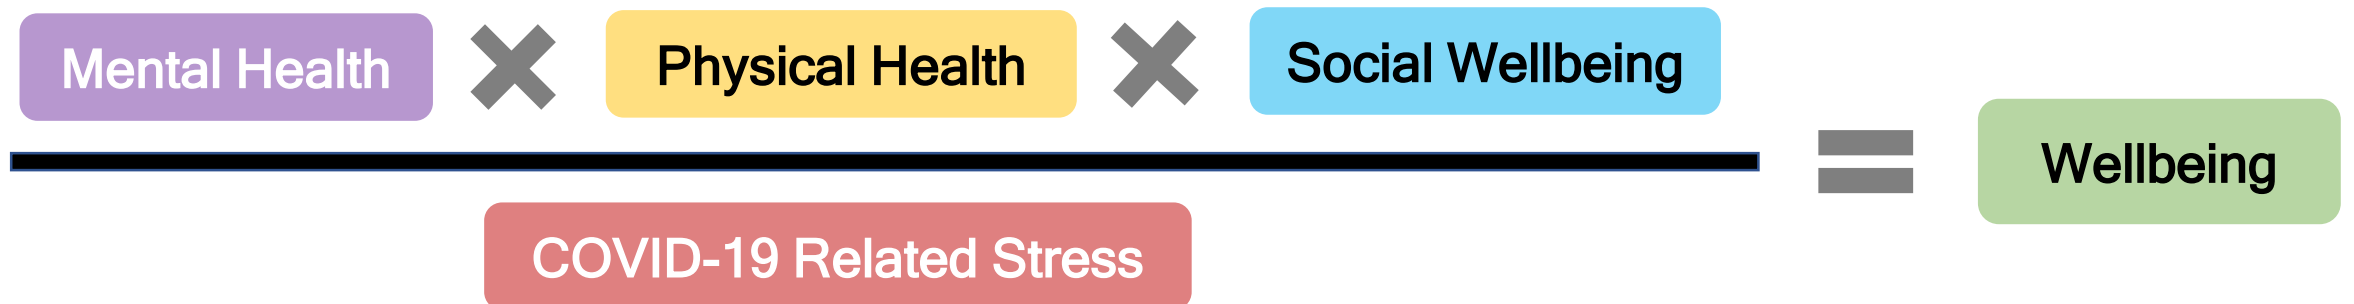 Mental Health Physical Health Social Wellbeing
Wellbeing
COVID-19 Related Stress